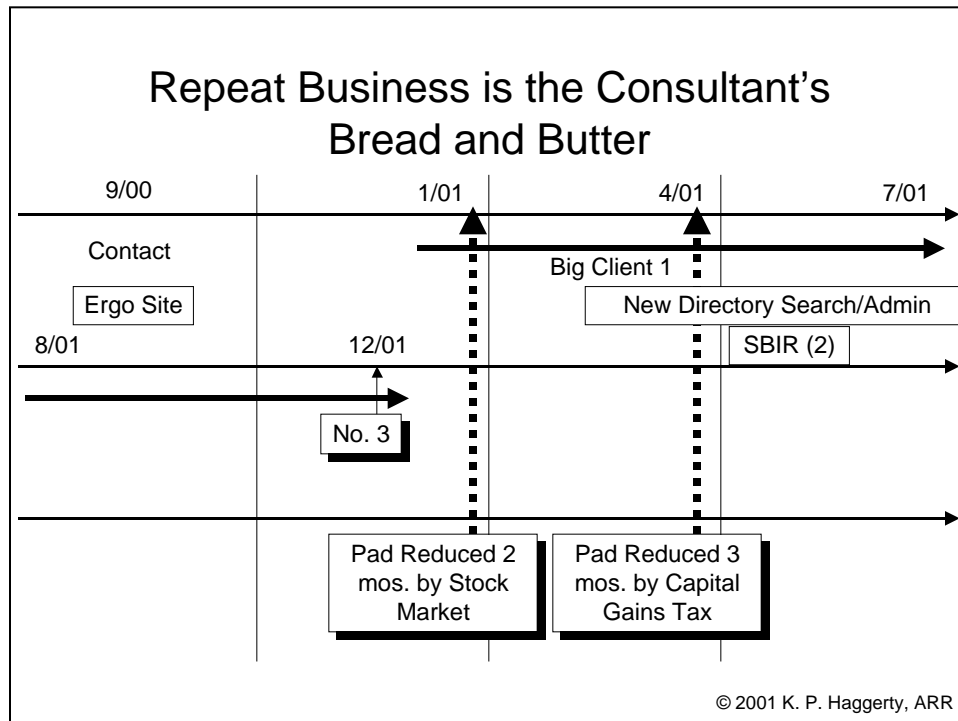 Repeat Business is the Consultant's
Bread and Butter
9/00 1/01 4/01 7/01
Contact
Big Client 1
Ergo Site
New Directory Search/Admin
8/01 12/01
SBIR (2)
No. 3
Pad Reduced 2
mos. by Stock
Market
Pad Reduced 3
mos. by Capital
Gains Tax
© 2001 K. P. Haggerty, ARR